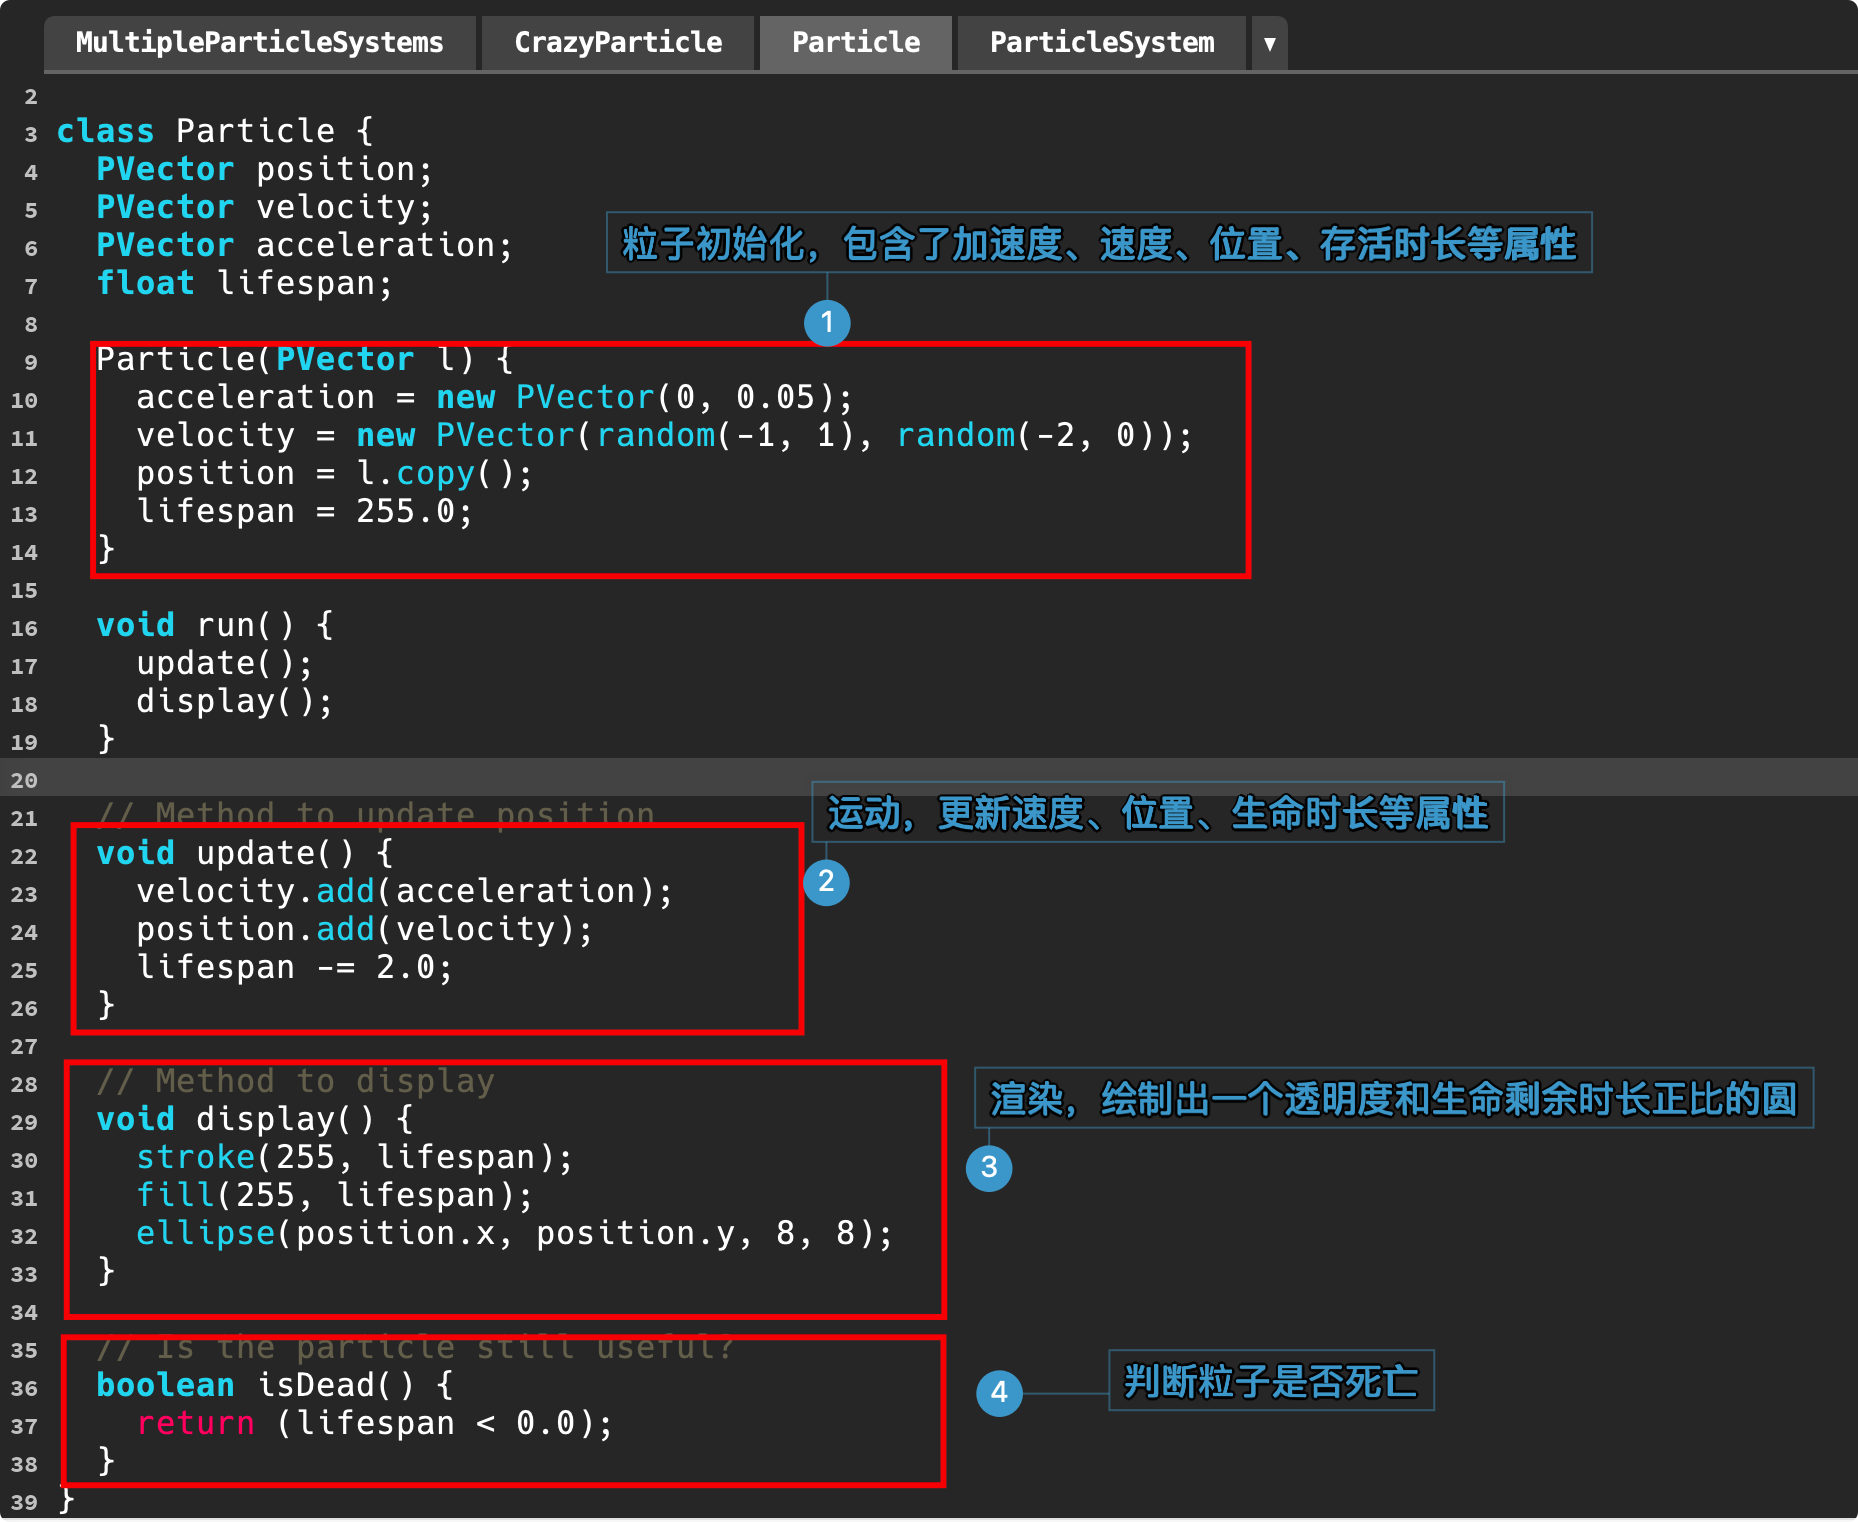 MultipleParticleSystems CrazyParticle Particle ParticleSystem ▼
2
3 class Particle {
4 PVector position;
5 PVector velocity;
6 PVector acceleration;
粒子初始化，包含了加速度、速度、位置、存活时长等属性
7 float lifespan;
8
1
9 Particle(PVector l) {
10 acceleration = new PVector(0, 0.05);
11 velocity = new PVector(random(-1, 1), random(-2, 0));
12 position = l.copy();
13 lifespan = 255.0;
14 }
15
16 void run() {
17 update();
18 display();
19 }
20
21 // Method to update position
运动，更新速度、位置、生命时长等属性
22 void update() {
2
23 velocity.add(acceleration);
24 position.add(velocity);
25 lifespan -= 2.0;
26 }
27
28 // Method to display
渲染，绘制出一个透明度和生命剩余时长正比的圆
29 void display() {
30 stroke(255, lifespan);
3
31 fill(255, lifespan);
32 ellipse(position.x, position.y, 8, 8);
33 }
34
35 // Is the particle still useful?
36 boolean isDead() {
4 判断粒子是否死亡
37 return (lifespan < 0.0);
38 }
39 }